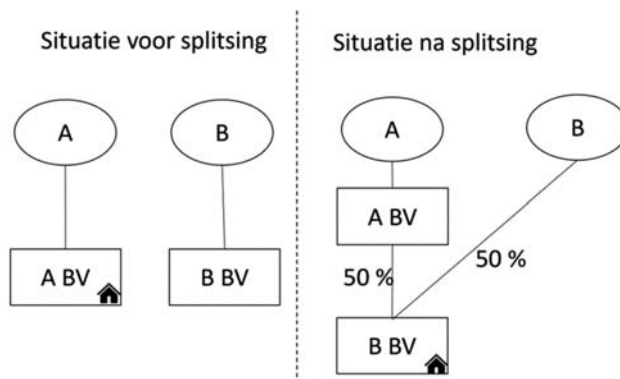 Situatie voor splitsing
A
B
A BV
B BV
Situatie na splitsing
A
B
A BV
50 %
50 %
B BV